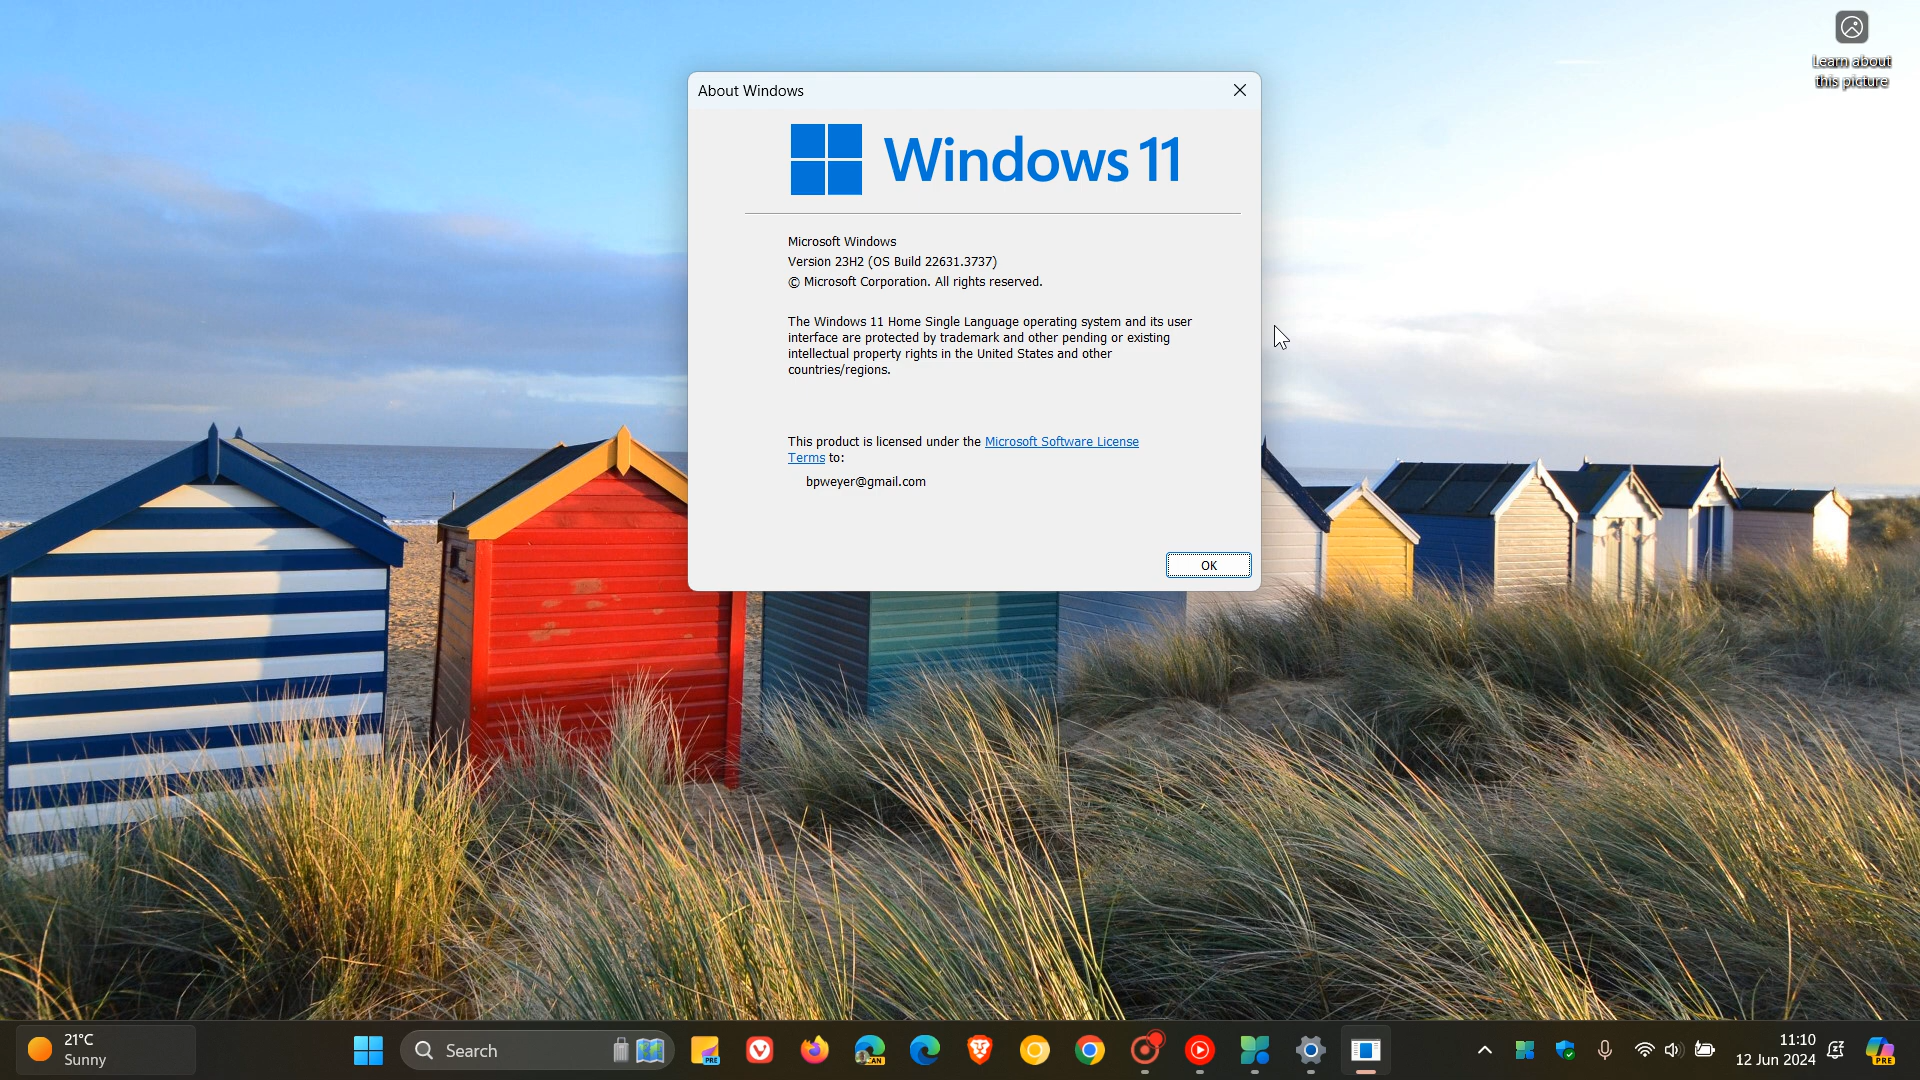 Learn about
this picture
About Windows
Windows 11
Microsoft Windows
Version 23H2 (OS Build 22631.3737)
© Microsoft Corporation. All rights reserved.
The Windows 11 Home Single Language operating system and its user
interface are protected by trademark and other pending or existing
intellectual property rights in the United States and other
countries/regions.
This product is licensed under the Microsoft Software License
Terms to:
bpweyer@gmail.com
OK
21°C
Sunny
Search
PRE
CAN
11:10
12 Jun 2024
PRE